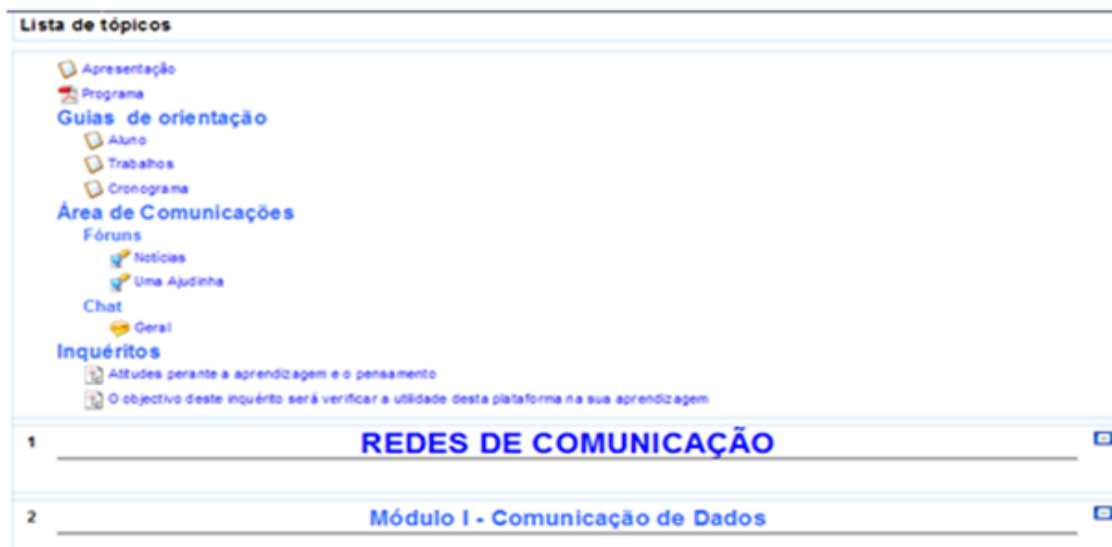 Lista de tópicos
Apresentação
Programa
Guias de orientação
Aluno
Trabalhos
Cronograma
Área de Comunicações
Fóruns
Notícias
Uma Ajudinha
Chat
Geral
Inquéritos
Atitudes perante a aprendizagem e o pensamento
O objectivo deste inquérito será verificar a utilidade desta plataforma na sua aprendizagem
1 REDES DE COMUNICAÇÃO
2 Módulo I - Comunicação de Dados